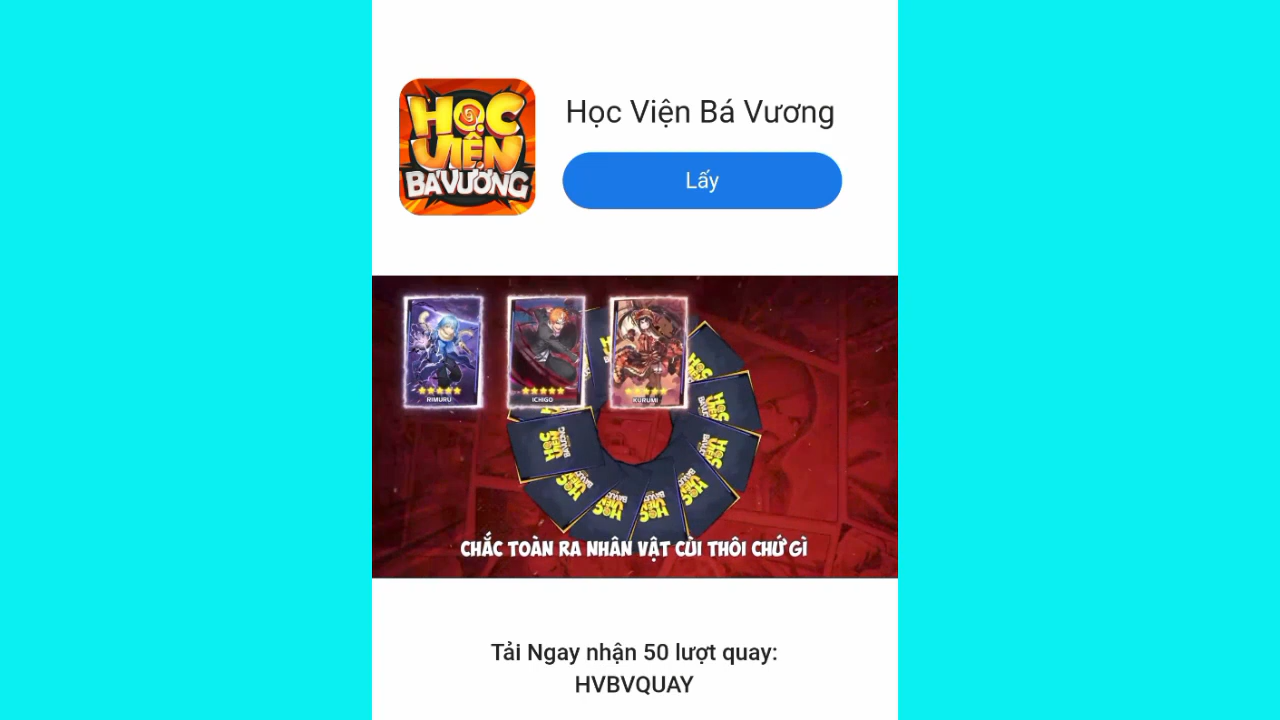 HỌC
VIỆN
BÁ VƯƠNG
Học Viện Bá Vương
Lấy
RIMURU
ICHIGO
KURUMI
CHẮC TOÀN RA NHÂN VẬT CÙI THÔI CHỨ GÌ
Tải Ngay nhận 50 lượt quay:
HVBVQUAY